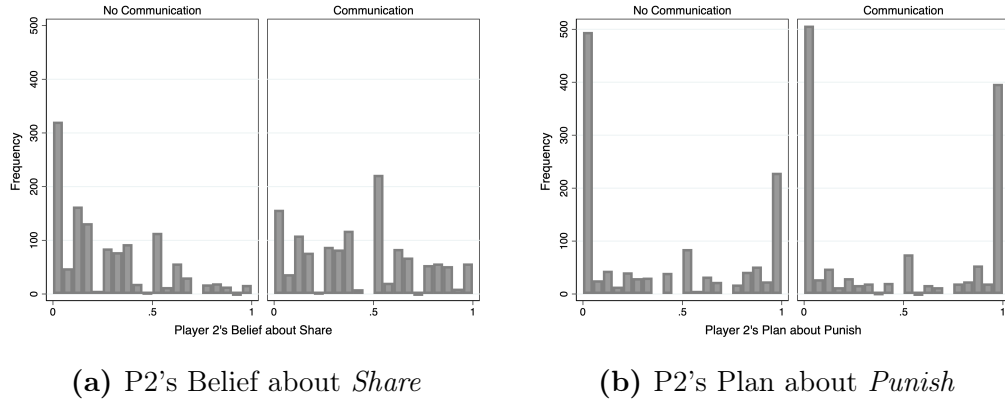 No Communication
Communication
500
400
300
200
100
0
Frequency
0
.5
1
0
.5
1
Player 2's Belief about Share
No Communication
Communication
500
400
300
200
100
0
Frequency
0
.5
1
0
.5
1
Player 2's Plan about Punish
(a) P2's Belief about Share
(b) P2's Plan about Punish